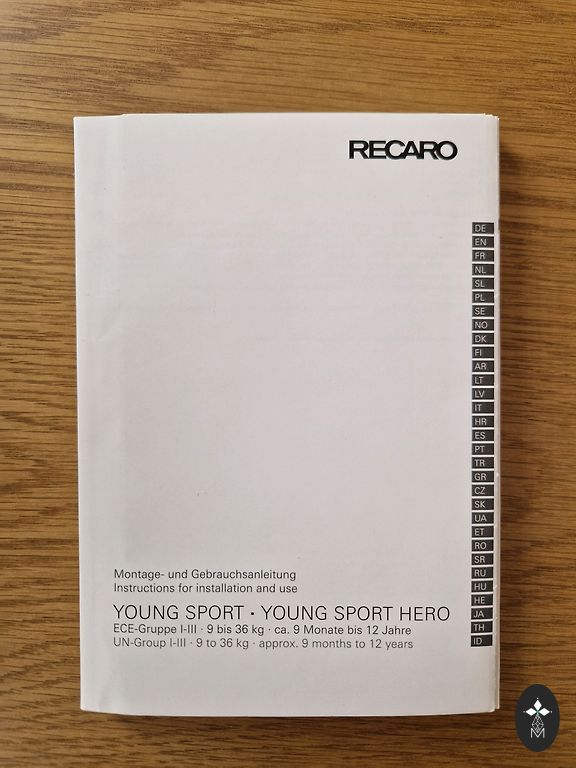 RECARO
DE
EN
FR
NL
SL
PL
SE
NO
DK
FI
AR
LT
LV
IT
HR
ES
PT
TR
GR
CZ
SK
UA
ET
RO
SR
RU
HU
HE
JA
TH
ID
Montage- und Gebrauchsanleitung
Instructions for installation and use
YOUNG SPORT · YOUNG SPORT HERO
ECE-Gruppe I-III · 9 bis 36 kg · ca. 9 Monate bis 12 Jahre
UN-Group I-III · 9 to 36 kg · approx. 9 months to 12 years
M